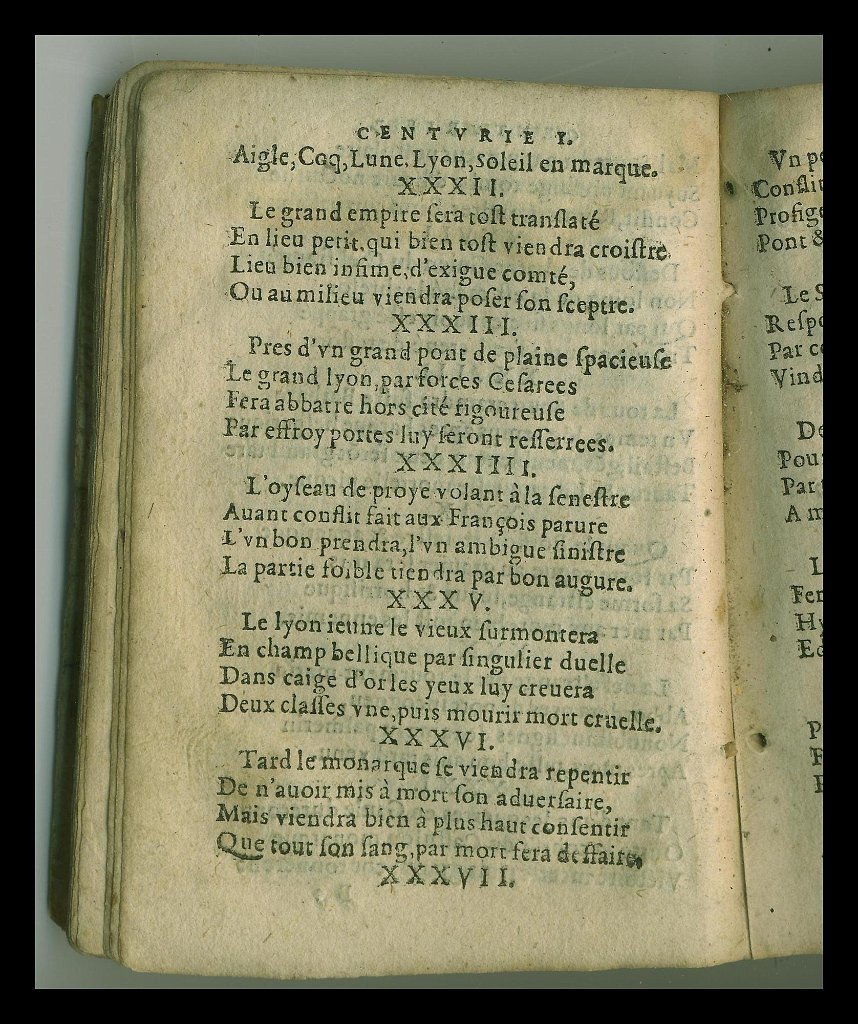 CENTVRIE I.
Aigle, Coq, Lune, Lyon, Soleil en marque.
XXXII.
Le grand empire ſera toſt tranſlaté
En lieu petit, qui bien toſt viendra croiſtre.
Lieu bien infime, d'exigue comté,
Ou au milieu viendra poſer ſon ſceptre.
XXXIII.
Pres d'vn grand pont de plaine ſpacieuſe
Le grand lyon, par forces Ceſarees
Fera abbatre hors cité rigoureuſe
Par effroy portes luy ſeront reſſerrees.
XXXIIII.
L'oyſeau de proye volant à la ſeneſtre
Auant conflit fait aux François parure
L'vn bon prendra, l'vn ambigue ſiniſtre
La partie foible tiendra par bon augure.
XXXV.
Le lyon ieune le vieux ſurmontera
En champ bellique par ſingulier duelle
Dans caige d'or les yeux luy creuera
Deux claſſes vne, puis mourir mort cruelle.
XXXVI.
Tard le monarque ſe viendra repentir
De n'auoir mis à mort ſon aduerſaire,
Mais viendra bien à plus haut conſentir
Que tout ſon ſang, par mort fera deffaire.
XXXVII.
Vn
Conflit
Pont &
Le
Par
A